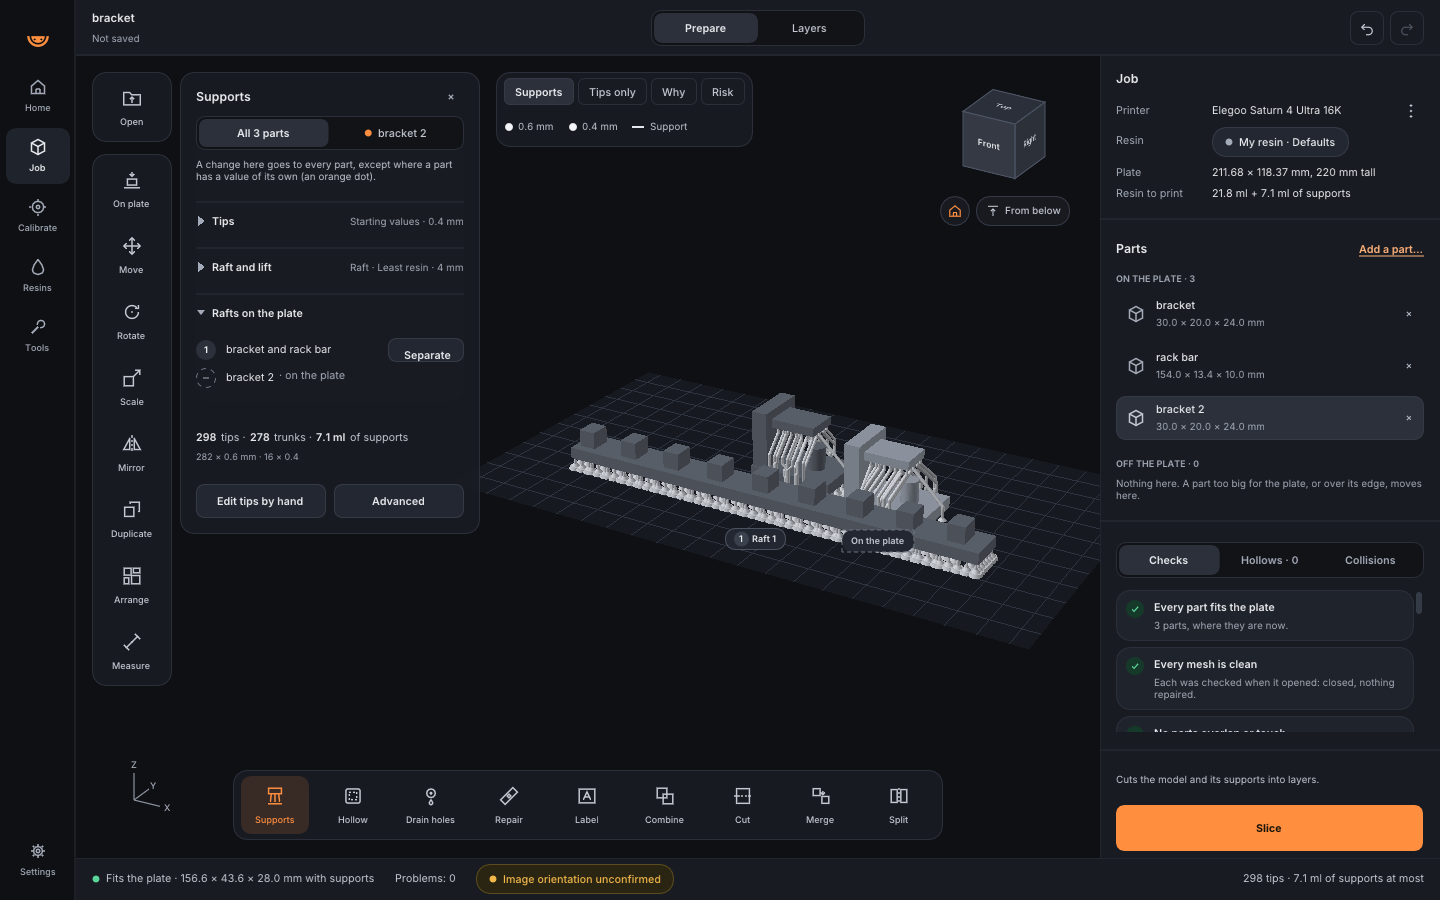 bracket
Not saved
Prepare
Layers
Home
Job
Calibrate
Resins
Tools
Settings
Open
On plate
Move
Rotate
Scale
Mirror
Duplicate
Arrange
Measure
Supports
×
All 3 parts
bracket 2
A change here goes to every part, except where a part
has a value of its own (an orange dot).
Tips
Starting values · 0.4 mm
Raft and lift
Raft · Least resin · 4 mm
Rafts on the plate
1 bracket and rack bar
Separate
bracket 2 · on the plate
298 tips · 278 trunks · 7.1 ml of supports
282 × 0.6 mm · 16 × 0.4
Edit tips by hand
Advanced
Supports
Tips only
Why
Risk
0.6 mm
0.4 mm
Support
Top
Front
Right
From below
1 Raft 1
On the plate
Z
Y
X
Supports
Hollow
Drain holes
Repair
Label
Combine
Cut
Merge
Split
Job
Printer
Elegoo Saturn 4 Ultra 16K
Resin
My resin · Defaults
Plate
211.68 × 118.37 mm, 220 mm tall
Resin to print
21.8 ml + 7.1 ml of supports
Parts
Add a part...
ON THE PLATE · 3
bracket
30.0 × 20.0 × 24.0 mm
×
rack bar
154.0 × 13.4 × 10.0 mm
×
bracket 2
30.0 × 20.0 × 24.0 mm
×
OFF THE PLATE · 0
Nothing here. A part too big for the plate, or over its edge, moves
here.
Checks
Hollows · 0
Collisions
Every part fits the plate
3 parts, where they are now.
Every mesh is clean
Each was checked when it opened: closed, nothing
repaired.
No parts overlap or touch
Cuts the model and its supports into layers.
Slice
Fits the plate · 156.6 × 43.6 × 28.0 mm with supports
Problems: 0
Image orientation unconfirmed
298 tips · 7.1 ml of supports at most